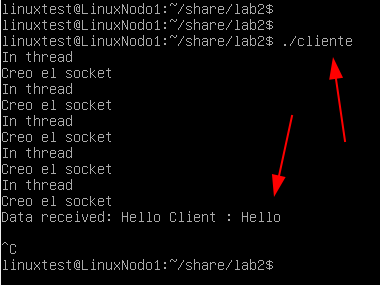 linuxtest@LinuxNodo1:~/share/lab2$
linuxtest@LinuxNodo1:~/share/lab2$
linuxtest@LinuxNodo1:~/share/lab2$ ./cliente
In thread
Creo el socket
In thread
Creo el socket
In thread
Creo el socket
In thread
Creo el socket
In thread
Creo el socket
Data received: Hello Client : Hello
^C
linuxtest@LinuxNodo1:~/share/lab2$